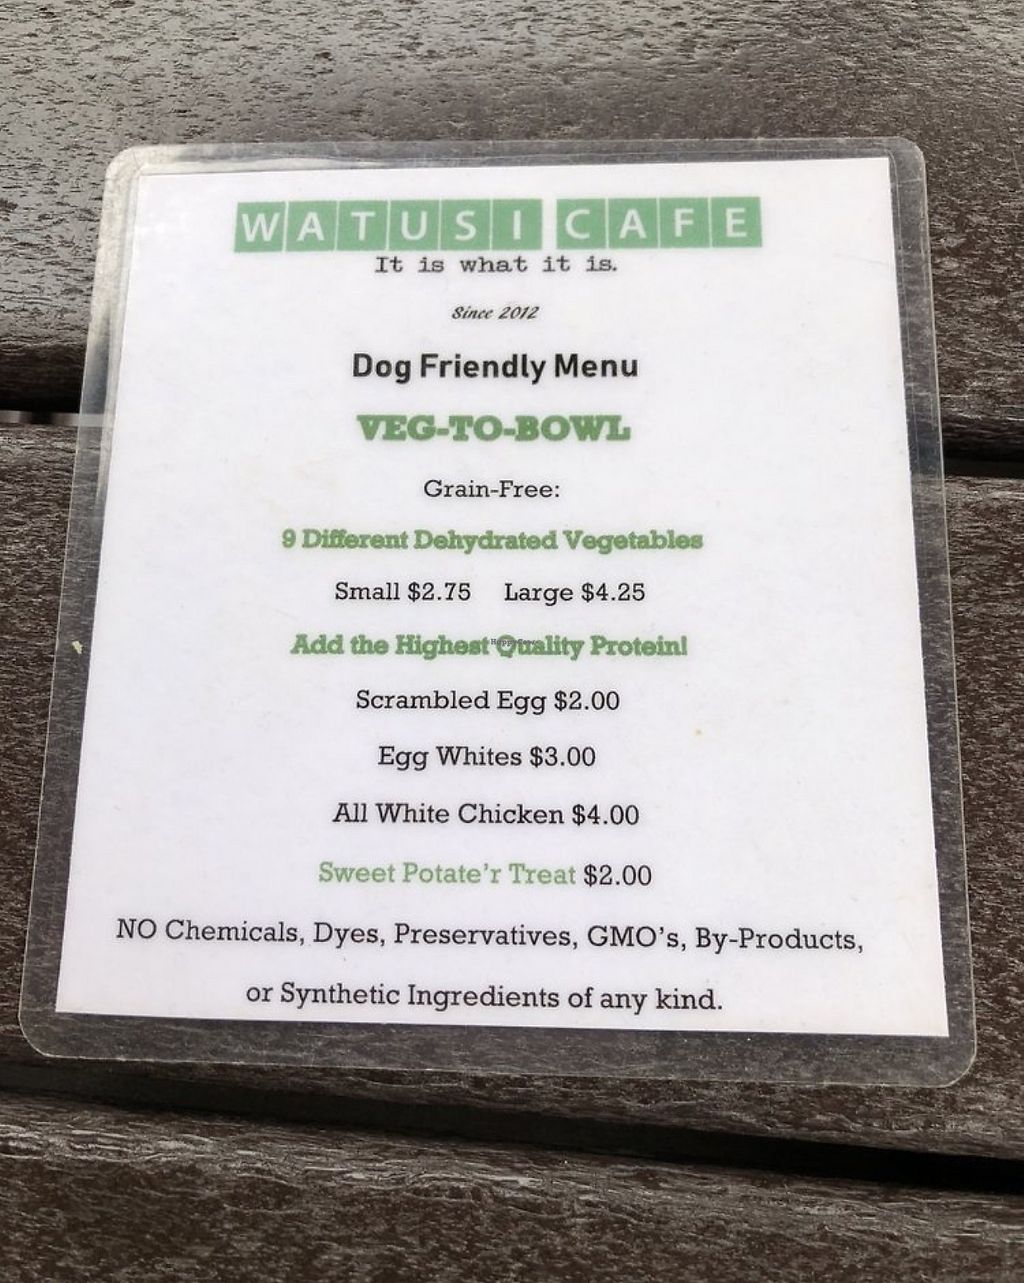 WATUSI CAFE
It is what it is.
Since 2012
Dog Friendly Menu
VEG-TO-BOWL
Grain-Free:
9 Different Dehydrated Vegetables
Small $2.75 Large $4.25
Add the Highest Quality Protein!
Scrambled Egg $2.00
Egg Whites $3.00
All White Chicken $4.00
Sweet Potate'r Treat $2.00
NO Chemicals, Dyes, Preservatives, GMO's, By-Products,
or Synthetic Ingredients of any kind.